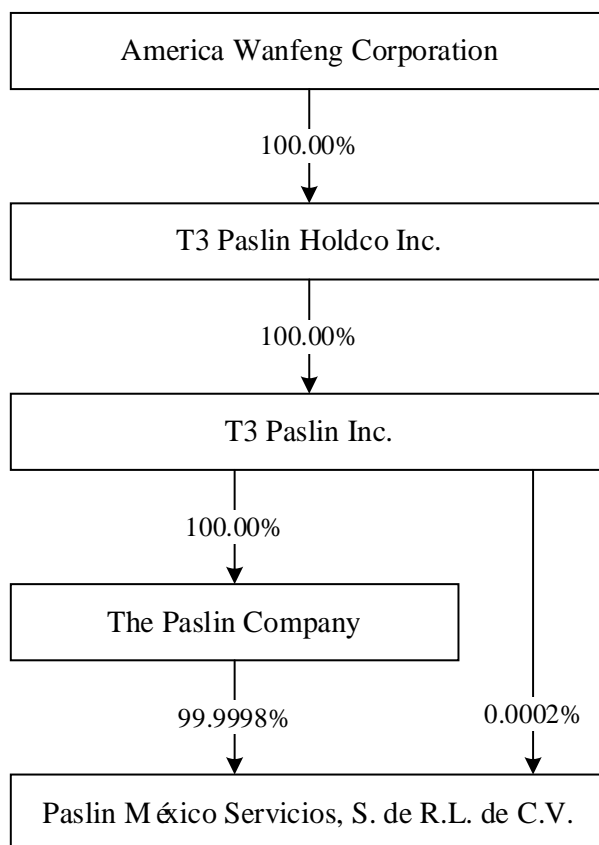 America Wanfeng Corporation
100.00%
T3 Paslin Holdco Inc.
100.00%
T3 Paslin Inc.
100.00%
The Paslin Company
99.9998%
0.0002%
Paslin México Servicios, S. de R.L. de C.V.